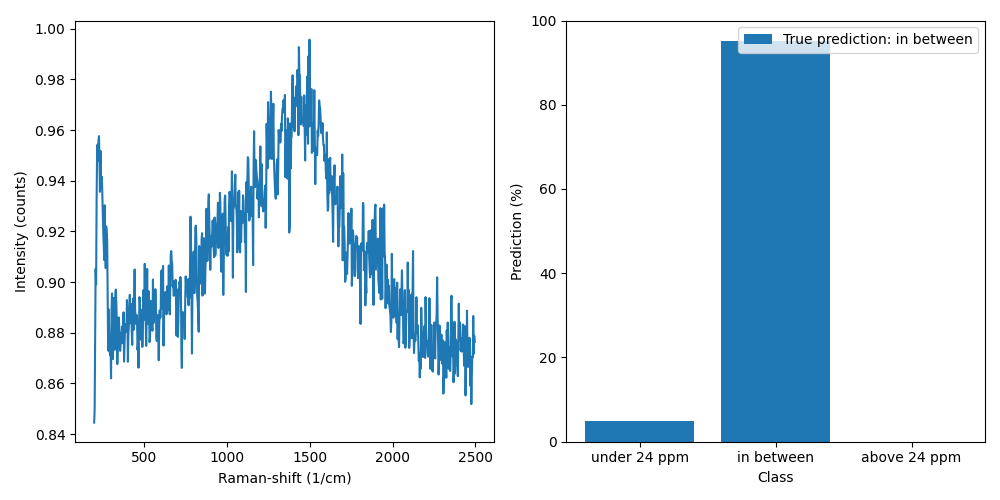 1.00
0.98
0.96
0.94
0.92
0.90
0.88
0.86
0.84
Intensity (counts)
500
1000
1500
2000
2500
Raman-shift (1/cm)
100
80
60
40
20
0
Prediction (%)
True prediction: in between
under 24 ppm
in between
above 24 ppm
Class